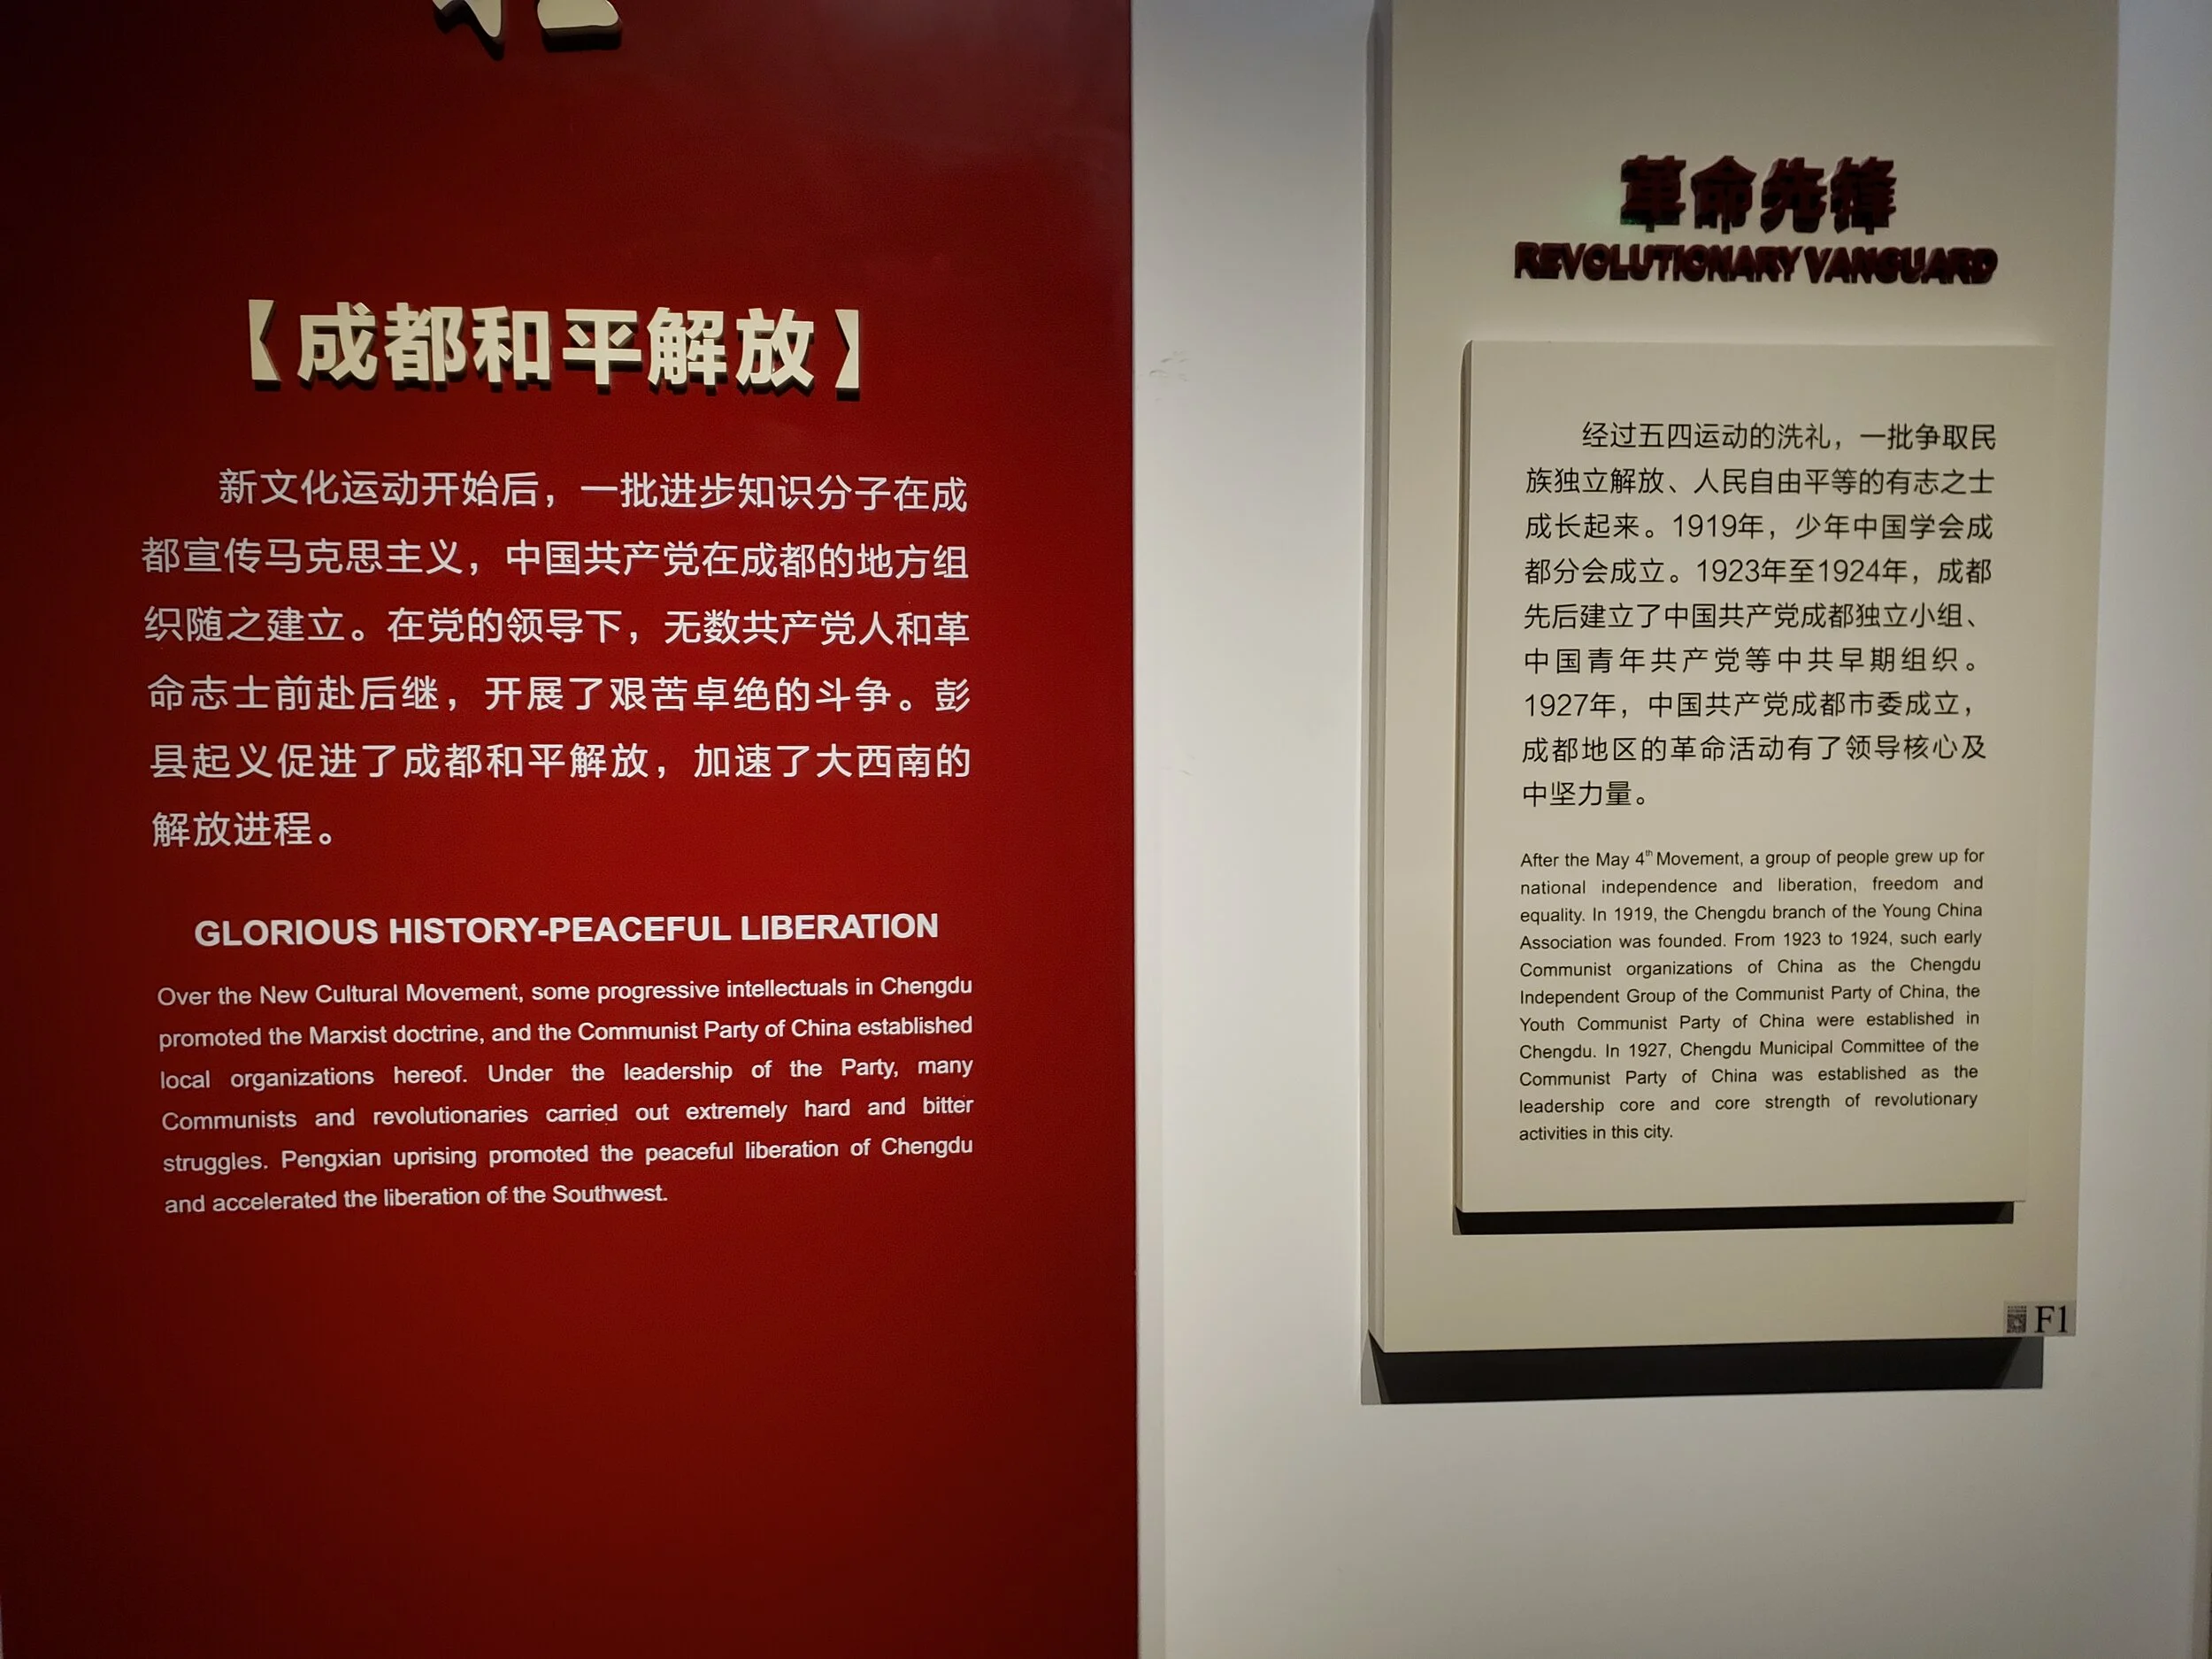 【成都和平解放】
新文化运动开始后，一批进步知识分子在成
都宣传马克思主义，中国共产党在成都的地方组
织随之建立。在党的领导下，无数共产党人和革
命志士前赴后继，开展了艰苦卓绝的斗争。彭
县起义促进了成都和平解放，加速了大西南的
解放进程。
GLORIOUS HISTORY-PEACEFUL LIBERATION
Over the New Cultural Movement, some progressive intellectuals in Chengdu
promoted the Marxist doctrine, and the Communist Party of China established
local organizations hereof. Under the leadership of the Party, many
Communists and revolutionaries carried out extremely hard and bitter
struggles. Pengxian uprising promoted the peaceful liberation of Chengdu
and accelerated the liberation of the Southwest.
革命先锋
REVOLUTIONARY VANGUARD
经过五四运动的洗礼，一批争取民
族独立解放、人民自由平等的有志之士
成长起来。1919年，少年中国学会成
都分会成立。1923年至1924年，成都
先后建立了中国共产党成都独立小组、
中国青年共产党等中共早期组织。
1927年，中国共产党成都市委成立，
成都地区的革命活动有了领导核心及
中坚力量。
After the May 4th Movement, a group of people grew up for
national independence and liberation, freedom and
equality. In 1919, the Chengdu branch of the Young China
Association was founded. From 1923 to 1924, such early
Communist organizations of China as the Chengdu
Independent Group of the Communist Party of China, the
Youth Communist Party of China were established in
Chengdu. In 1927, Chengdu Municipal Committee of the
Communist Party of China was established as the
leadership core and core strength of revolutionary
activities in this city.
F1